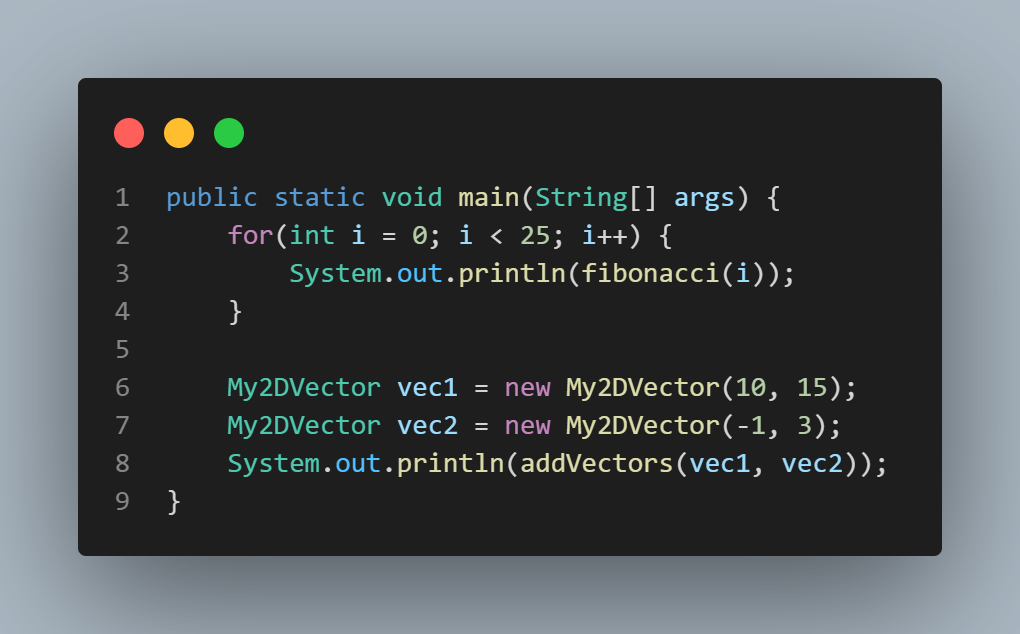 1 public static void main(String[] args) {
2     for(int i = 0; i < 25; i++) {
3         System.out.println(fibonacci(i));
4     }
5
6     My2DVector vec1 = new My2DVector(10, 15);
7     My2DVector vec2 = new My2DVector(-1, 3);
8     System.out.println(addVectors(vec1, vec2));
9 }